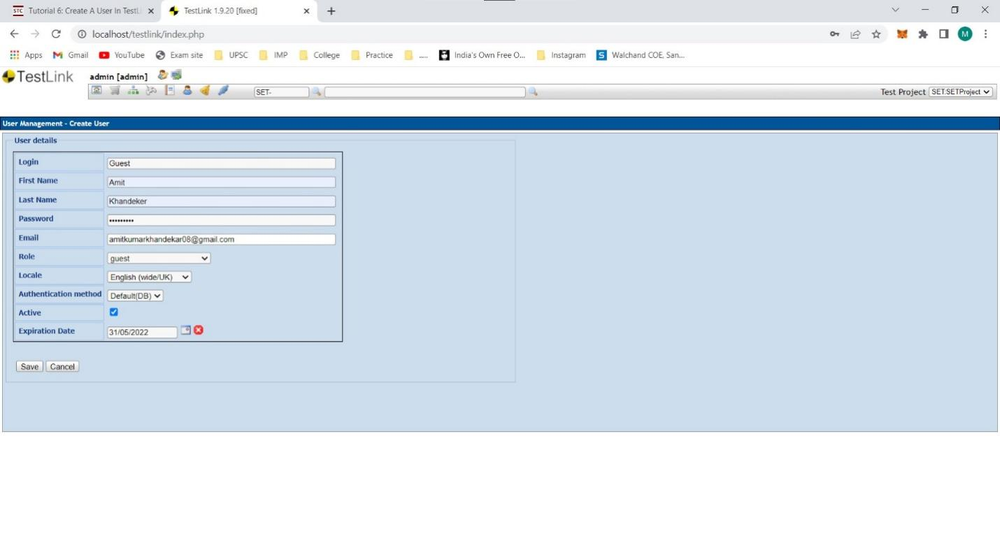 STC Tutorial 6: Create A User In TestL
TestLink 1.9.20 [fixed]
localhost/testlink/index.php
M
Apps Gmail YouTube Exam site UPSC IMP College Practice ..... India's Own Free O... Instagram S Walchand COE, San...
TestLink admin [admin]
SET- Test Project SET:SETProject
User Management - Create User
User details
Login Guest
First Name Amit
Last Name Khandeker
Password •••••••••
Email amitkumarkhandekar08@gmail.com
Role guest
Locale English (wide/UK)
Authentication method Default(DB)
Active
Expiration Date 31/05/2022
Save Cancel